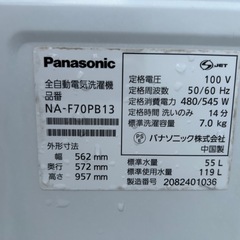 Panasonic
S JET
全自動電気洗濯機
品番
NA-F70PB13
定格電圧 100 V
定格周波数 50/60 Hz
定格消費電力 480/545 W
定格時間 洗いのみ 14分
標準洗濯容量 7.0 kg
パナソニック株式会社
中国製
外形寸法
幅 562 mm
奥行 572 mm
高さ 957 mm
標準水量 55 L
標準使用水量 119 L
製造番号 2082401036